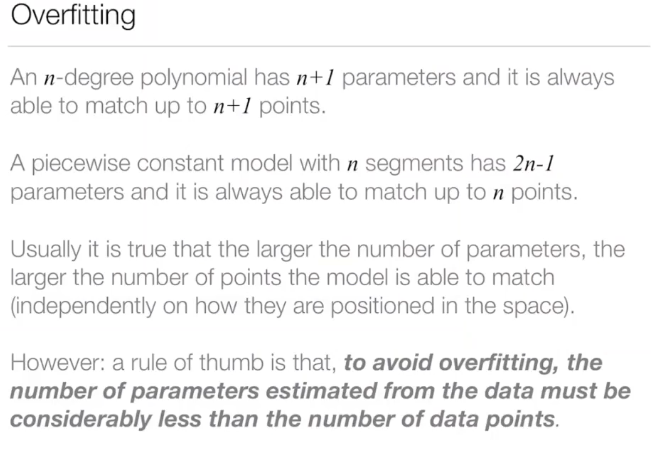 Overfitting
An n-degree polynomial has n+1 parameters and it is always
able to match up to n+1 points.
A piecewise constant model with n segments has 2n-1
parameters and it is always able to match up to n points.
Usually it is true that the larger the number of parameters, the
larger the number of points the model is able to match
(independently on how they are positioned in the space).
However: a rule of thumb is that, to avoid overfitting, the
number of parameters estimated from the data must be
considerably less than the number of data points.